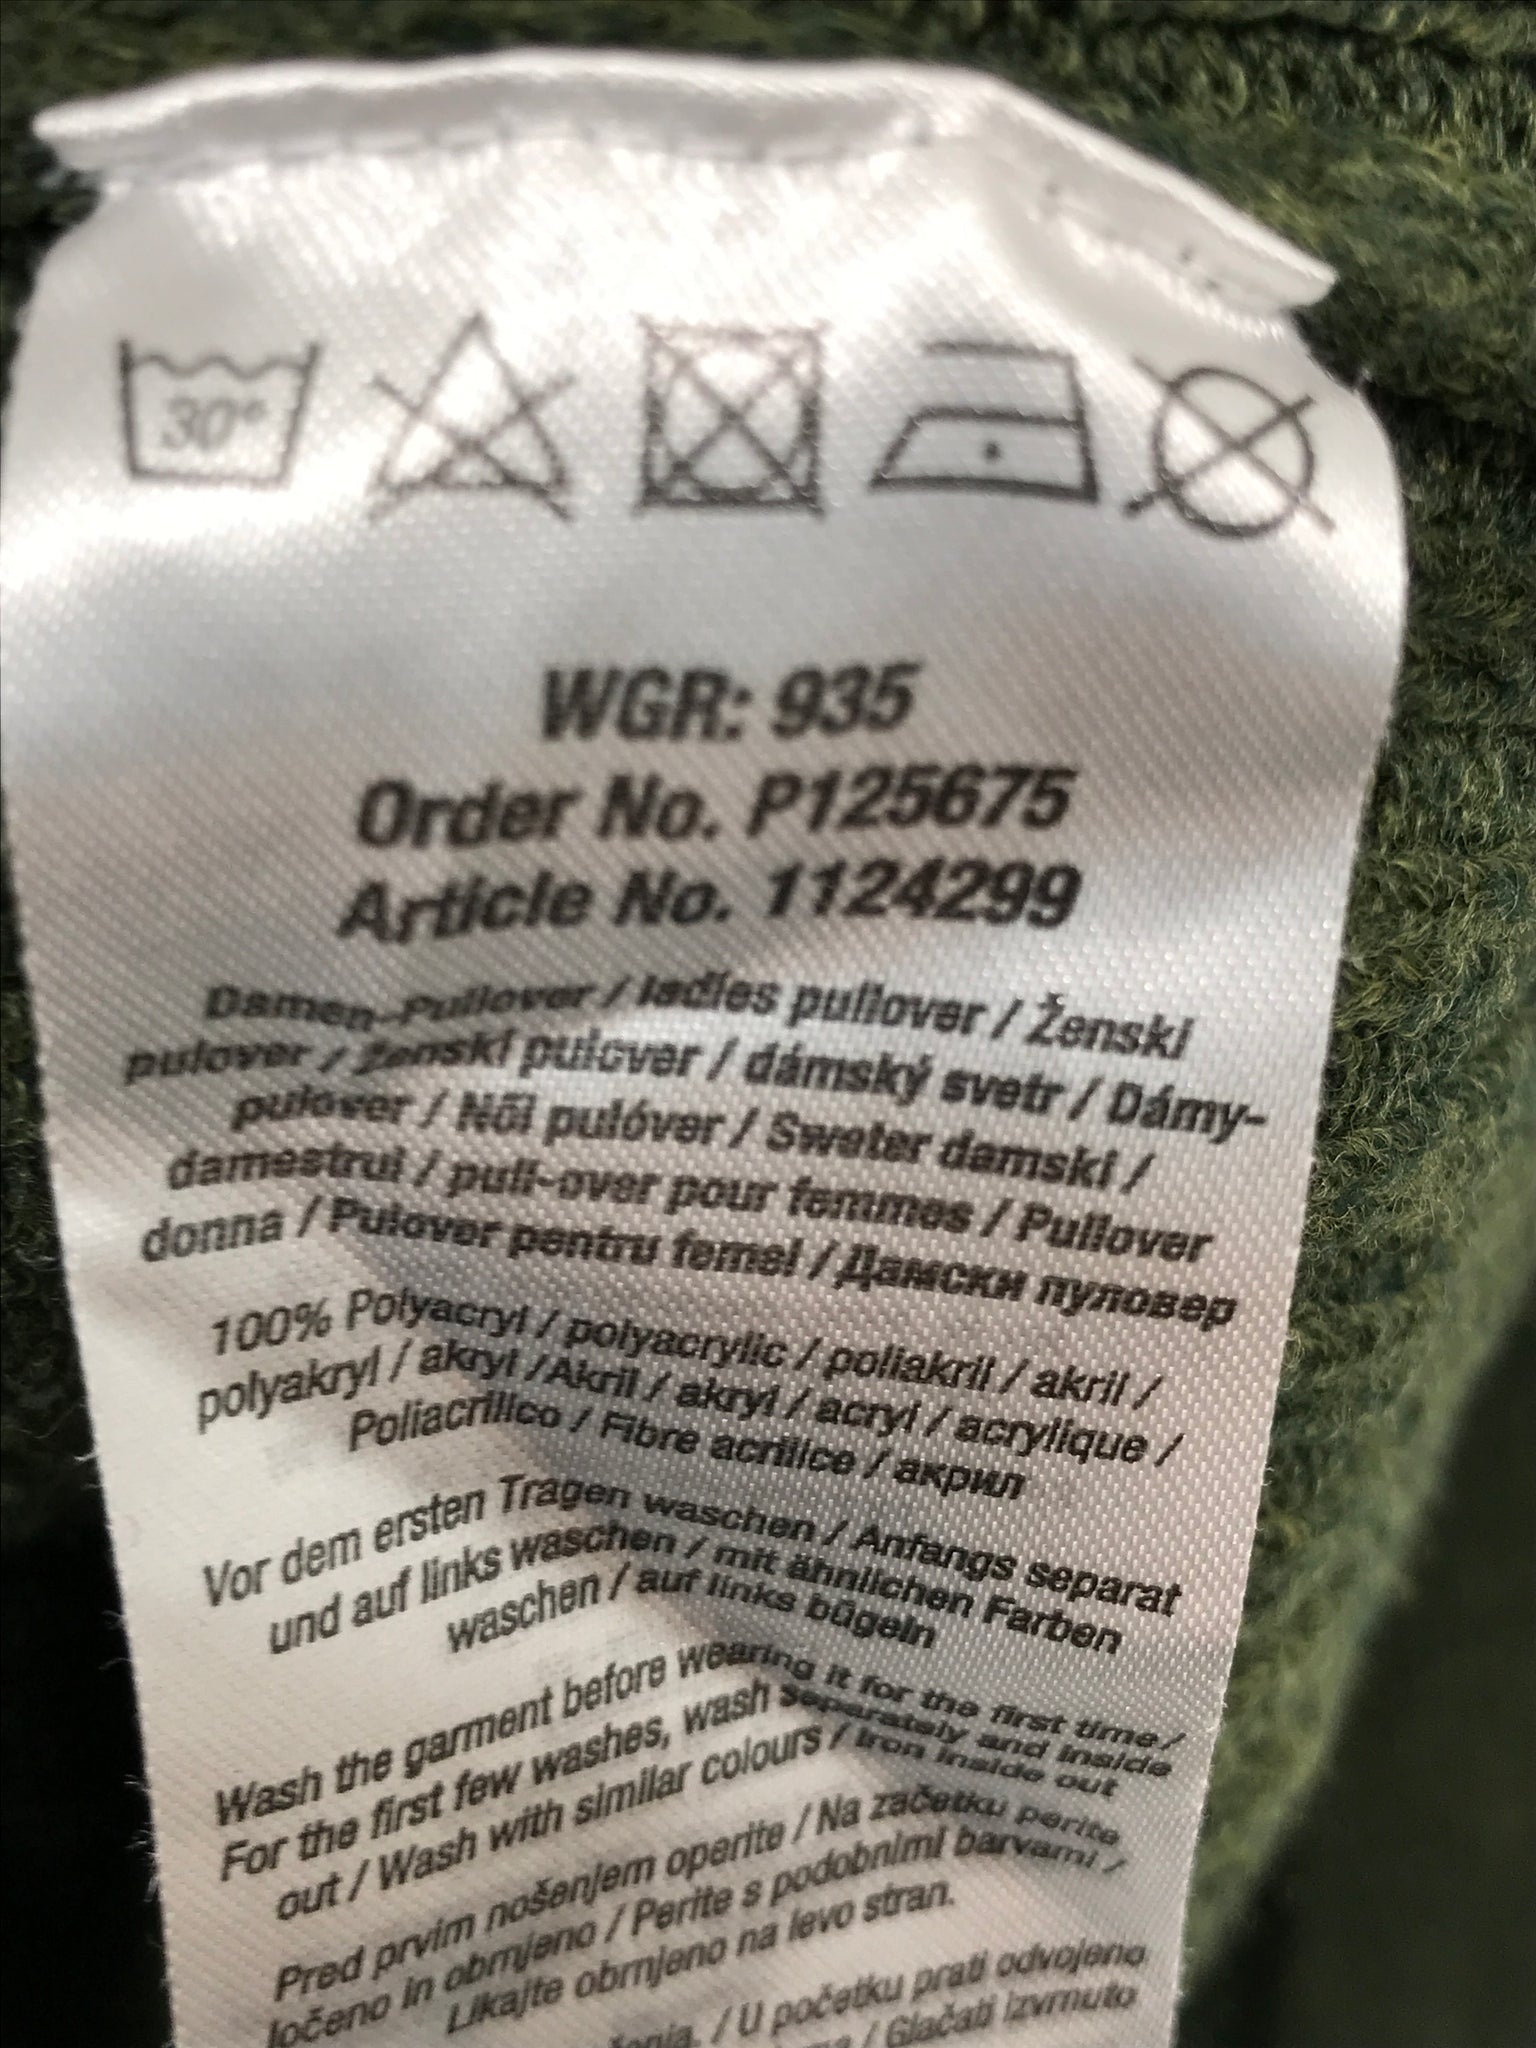 30°
WGR: 935
Order No. P125675
Article No. 1124299
Damen-Pullover / ladies pullover / Ženski
pulover / Ženski pulover / dámský svetr / Dámy-
pulover / Nõi pulóver / Sweter damski /
damestrui / pull-over pour femmes / Pullover
donna / Pulover pentru femei / Дамски пуловер
100% Polyacryl / polyacrylic / poliakril / akril /
polyakryl / akryl /Akril / akryl / acryl / acrylique /
Poliacrilico / Fibre acrilice / акрил
Vor dem ersten Tragen waschen / Anfangs separat
und auf links waschen / mit ähnlichen Farben
waschen / auf links bügeln
Wash the garment before wearing it for the first time /
For the first few washes, wash separately and inside
out / Wash with similar colours / Iron inside out
Pred prvim nošenjem operite / Na začetku perite
ločeno in obrnjeno / Perite s podobnimi barvami /
Likajte obrnjeno na levo stran.
/ U početku prati odvojeno
/ Glačati izvrnuto